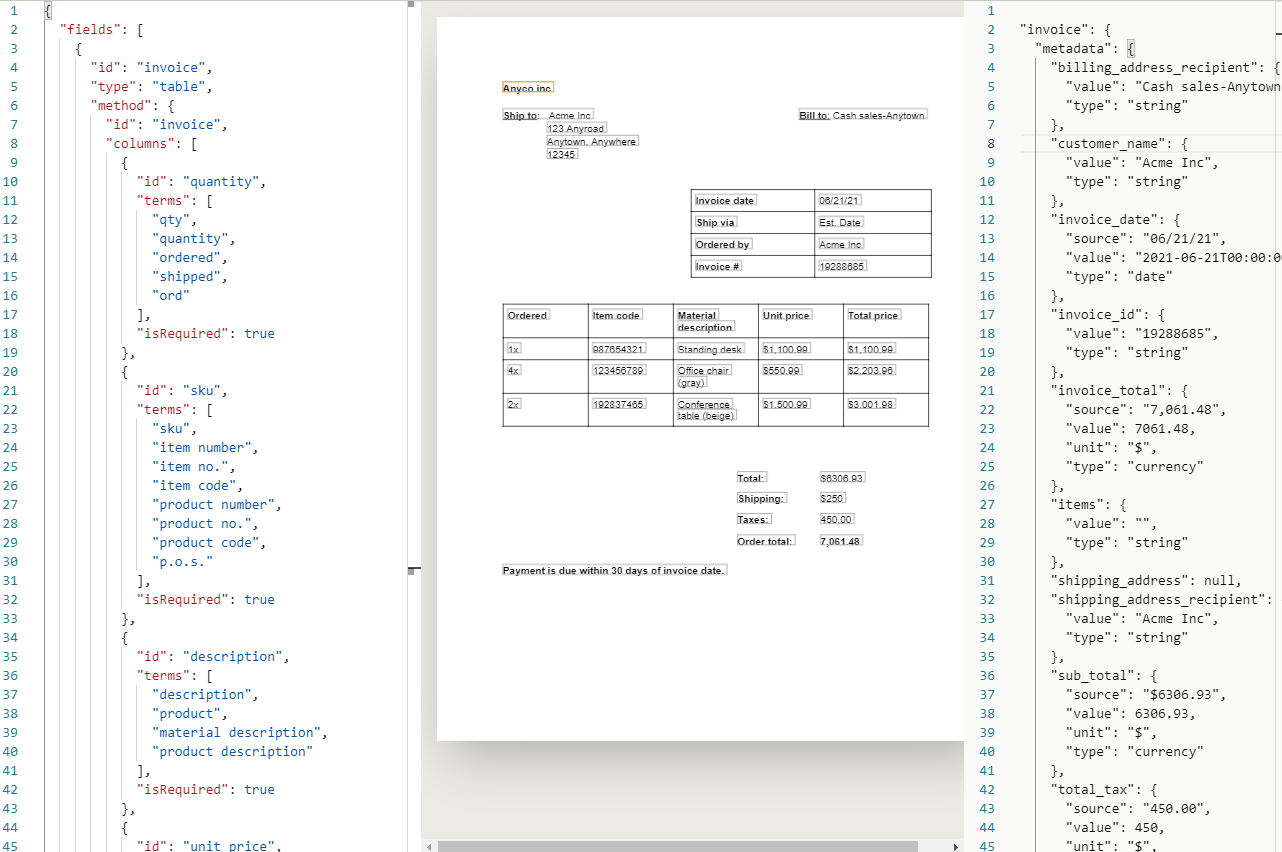 1 {
2 "fields": [
3 {
4 "id": "invoice",
5 "type": "table",
6 "method": {
7 "id": "invoice",
8 "columns": [
9 {
10 "id": "quantity",
11 "terms": [
12 "qty",
13 "quantity",
14 "ordered",
15 "shipped",
16 "ord"
17 ],
18 "isRequired": true
19 },
20 {
21 "id": "sku",
22 "terms": [
23 "sku",
24 "item number",
25 "item no.",
26 "item code",
27 "product number",
28 "product no.",
29 "product code",
30 "p.o.s."
31 ],
32 "isRequired": true
33 },
34 {
35 "id": "description",
36 "terms": [
37 "description",
38 "product",
39 "material description",
40 "product description"
41 ],
42 "isRequired": true
43 },
44 {
45 "id": "unit price",
Anyco inc
Ship to: Acme Inc Bill to: Cash sales-Anytown
123 Anyroad
Anytown, Anywhere
12345
Invoice date 06/21/21
Ship via Est. Date
Ordered by Acme Inc
Invoice # 19288685
Ordered Item code Material description Unit price Total price
1x 987654321 Standing desk $1,100.99 $1,100.99
4x 123456789 Office chair (gray) $550.99 $2,203.96
2x 192837465 Conference table (beige) $1,500.99 $3,001.98
Total: $6306.93
Shipping: $250
Taxes: 450.00
Order total: 7,061.48
Payment is due within 30 days of invoice date.
1
2 "invoice": {
3 "metadata": {
4 "billing_address_recipient": {
5 "value": "Cash sales-Anytown
6 "type": "string"
7 },
8 "customer_name": {
9 "value": "Acme Inc",
10 "type": "string"
11 },
12 "invoice_date": {
13 "source": "06/21/21",
14 "value": "2021-06-21T00:00:0
15 "type": "date"
16 },
17 "invoice_id": {
18 "value": "19288685",
19 "type": "string"
20 },
21 "invoice_total": {
22 "source": "7,061.48",
23 "value": 7061.48,
24 "unit": "$",
25 "type": "currency"
26 },
27 "items": {
28 "value": "",
29 "type": "string"
30 },
31 "shipping_address": null,
32 "shipping_address_recipient":
33 "value": "Acme Inc",
34 "type": "string"
35 },
36 "sub_total": {
37 "source": "$6306.93",
38 "value": 6306.93,
39 "unit": "$",
40 "type": "currency"
41 },
42 "total_tax": {
43 "source": "450.00",
44 "value": 450,
45 "unit": "$",